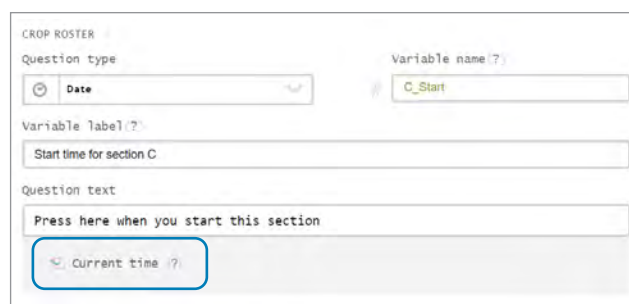 CROP ROSTER
Question type
Variable name (?)
Date
C_Start
Variable label (?)
Start time for section C
Question text
Press here when you start this section
Current time (?)